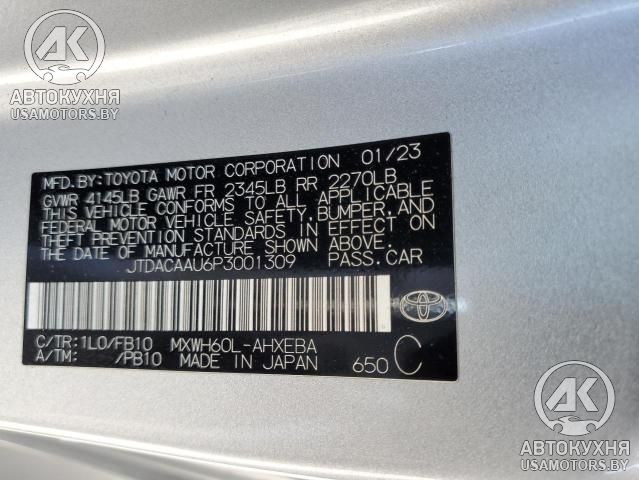 АК
АВТОКУХНЯ
USAMOTORS.BY
MFD. BY: TOYOTA MOTOR CORPORATION 01/23
GVWR 4145LB GAWR FR 2345LB RR 2270LB
THIS VEHICLE CONFORMS TO ALL APPLICABLE
FEDERAL MOTOR VEHICLE SAFETY, BUMPER, AND
THEFT PREVENTION STANDARDS IN EFFECT ON
THE DATE OF MANUFACTURE SHOWN ABOVE.
JTDACAAU6P3001309 PASS. CAR
C/TR: 1L0/FB10 MXWH60L-AHXEBA
A/TM: /PB10 MADE IN JAPAN 650 C
АК
АВТОКУХНЯ
USAMOTORS.BY